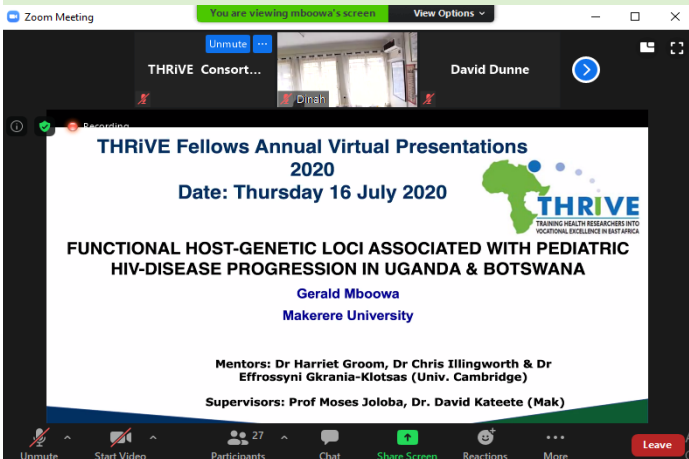 Zoom Meeting
You are viewing mboowa's screen
View Options
Unmute
THRiVE Consort...
Dinah
David Dunne
Recording
THRiVE Fellows Annual Virtual Presentations
2020
Date: Thursday 16 July 2020
THRIVE
TRAINING HEALTH RESEARCHERS INTO
VOCATIONAL EXCELLENCE IN EAST AFRICA
FUNCTIONAL HOST-GENETIC LOCI ASSOCIATED WITH PEDIATRIC
HIV-DISEASE PROGRESSION IN UGANDA & BOTSWANA
Gerald Mboowa
Makerere University
Mentors: Dr Harriet Groom, Dr Chris Illingworth & Dr
Effrossyni Gkrania-Klotsas (Univ. Cambridge)
Supervisors: Prof Moses Joloba, Dr. David Kateete (Mak)
27
Unmute
Start Video
Participants
Chat
Share Screen
Reactions
More
Leave